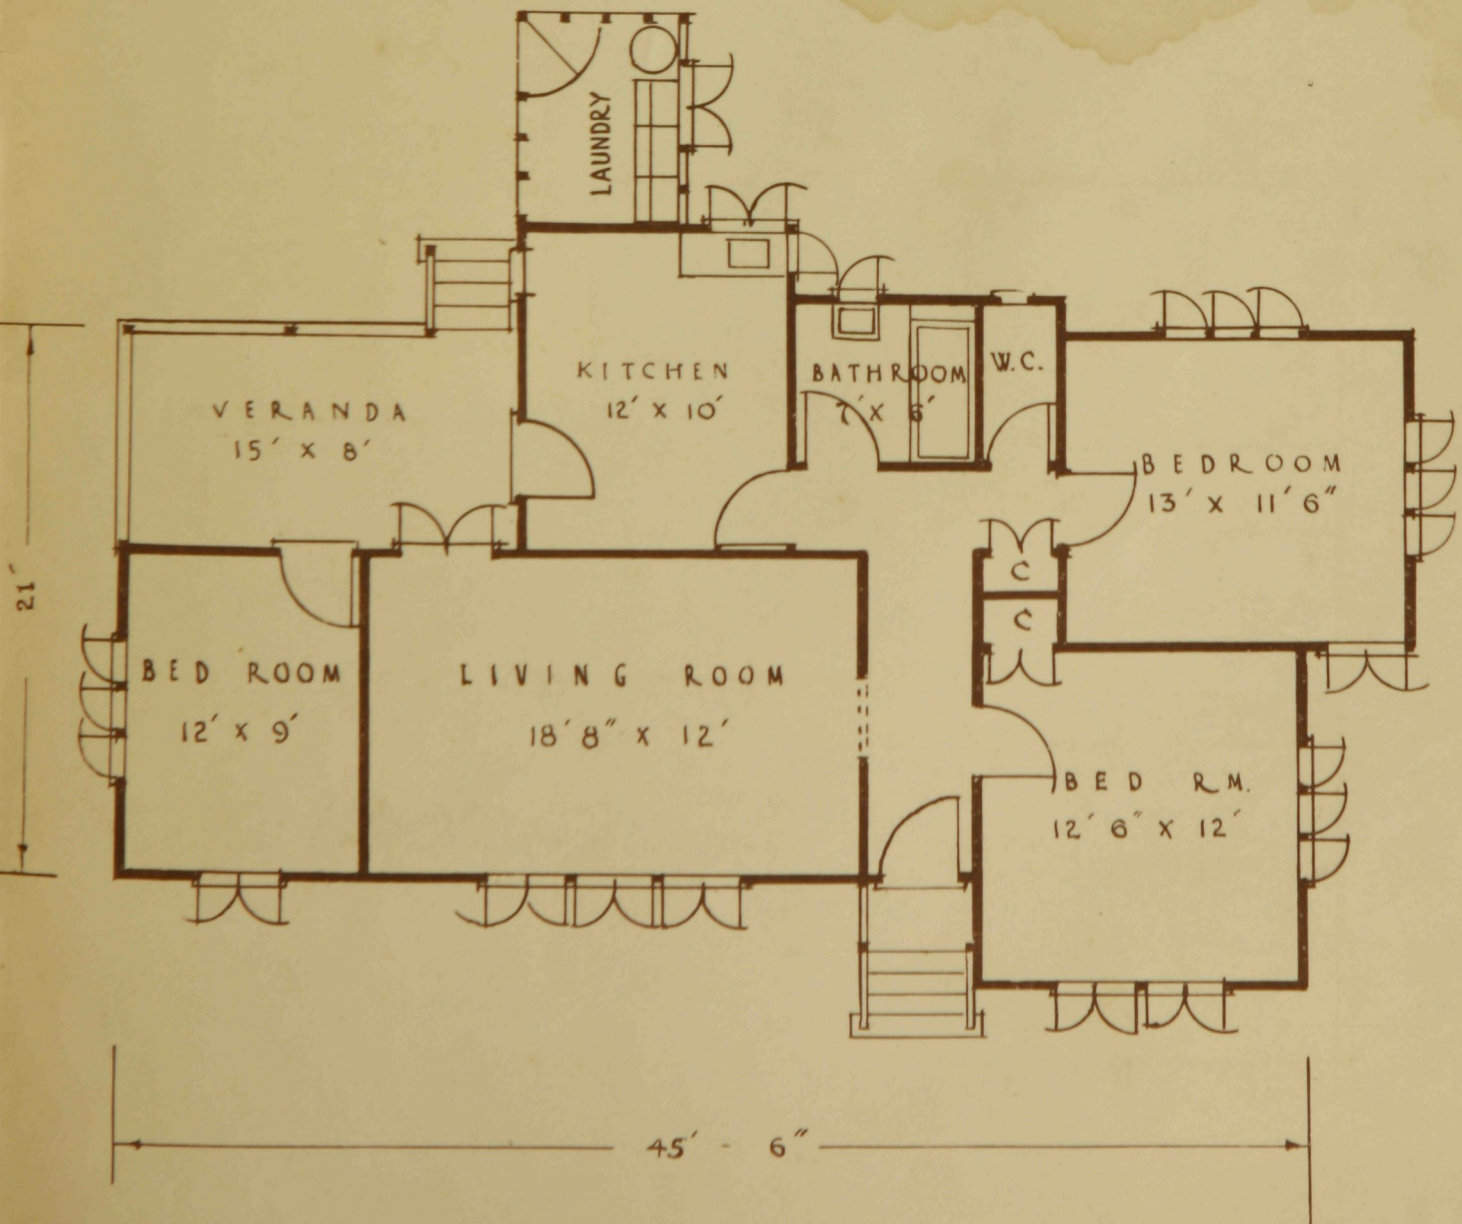 LAUNDRY
KITCHEN
12' X 10'
BATHROOM
7' X 6'
W.C.
VERANDA
15' X 8'
BEDROOM
13' X 11' 6"
C
C
21'
BED ROOM
12' X 9'
LIVING ROOM
18' 8" X 12'
BED RM.
12' 6" X 12'
45' - 6"